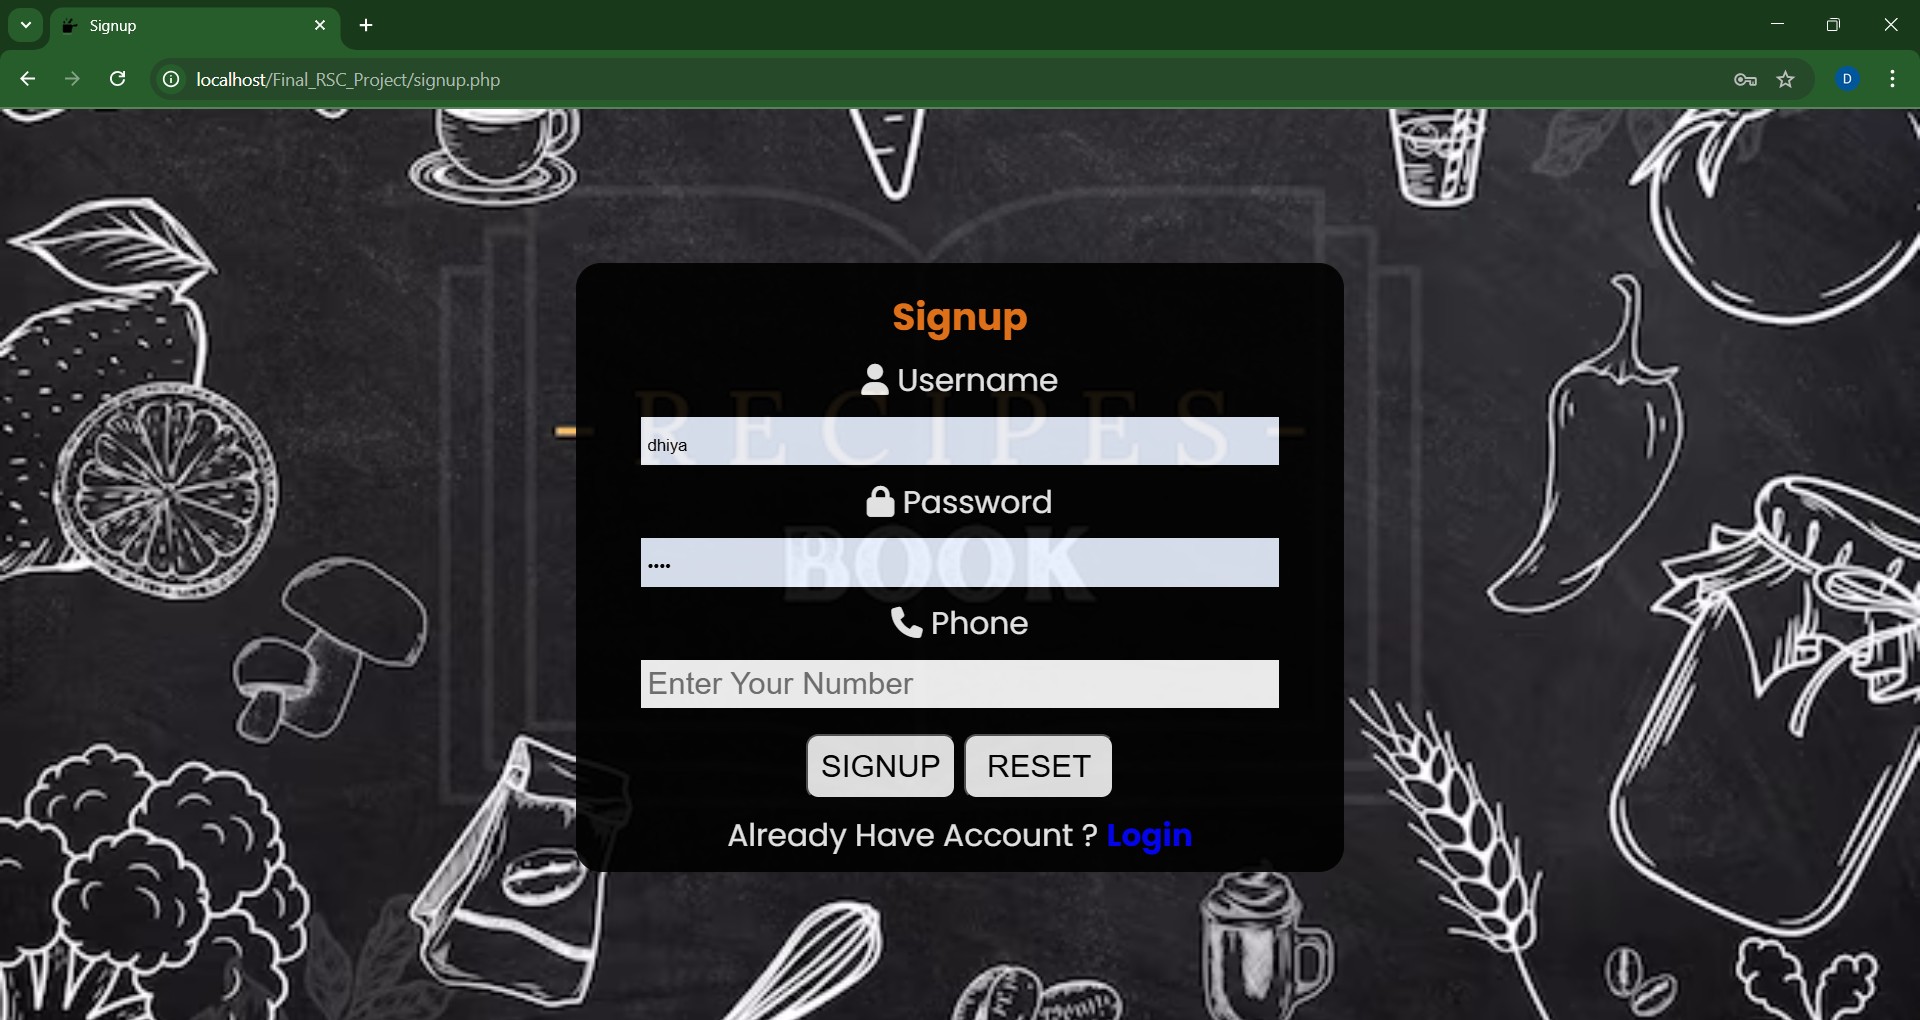 Signup
localhost/Final_RSC_Project/signup.php
D
Signup
Username
RECIPES
dhiya
Password
••••
BOOK
Phone
Enter Your Number
SIGNUP RESET
Already Have Account ? Login